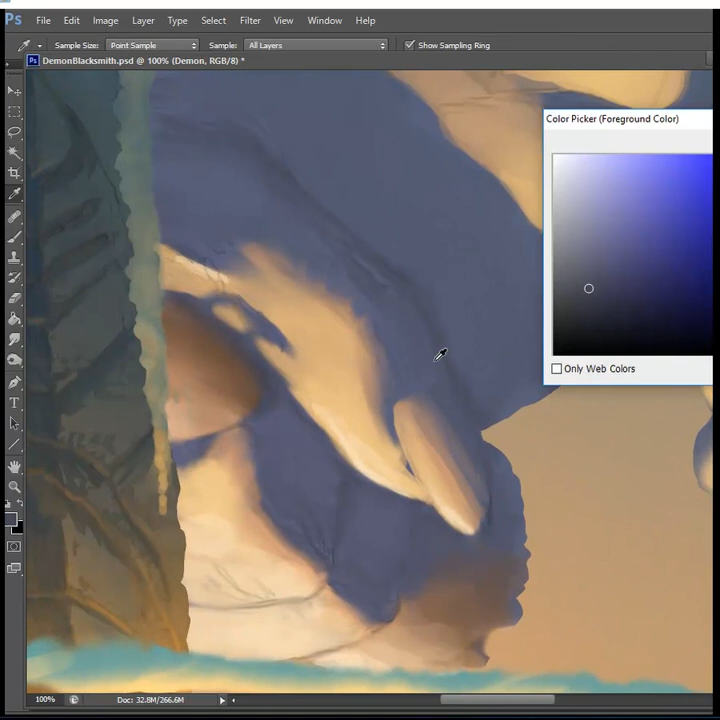 Ps File Edit Image Layer Type Select Filter View Window Help
Sample Size: Point Sample Sample: All Layers Show Sampling Ring
Ps DemonBlacksmith.psd @ 100% (Demon, RGB/8) *
Color Picker (Foreground Color)
Only Web Colors
T
100% Doc: 32.8M/266.6M